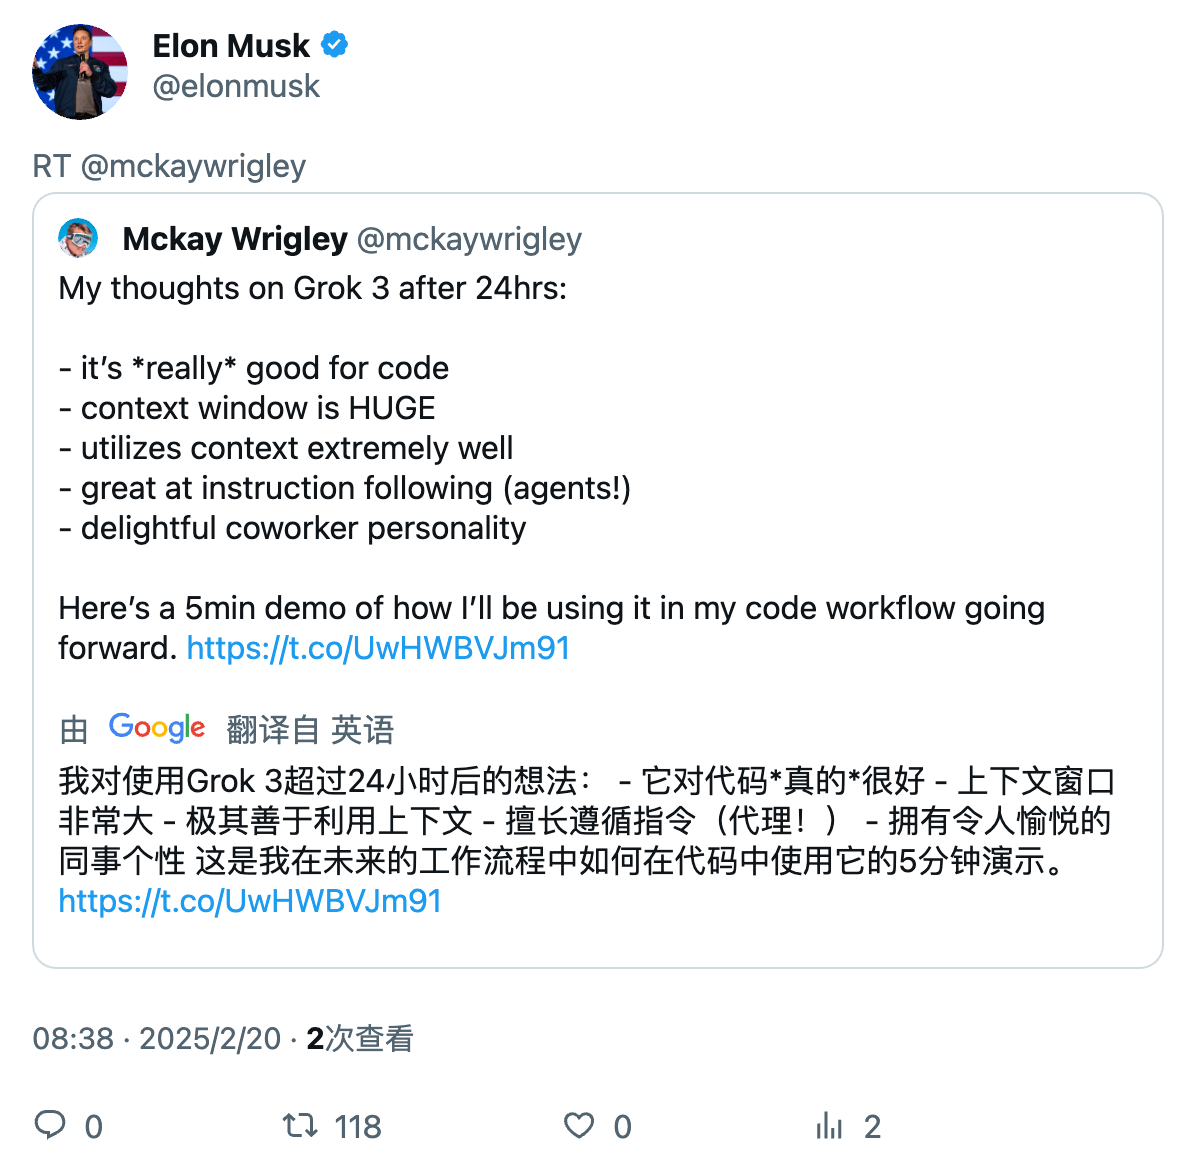 Elon Musk
@elonmusk
RT @mckaywrigley
Mckay Wrigley @mckaywrigley
My thoughts on Grok 3 after 24hrs:
- it’s *really* good for code
- context window is HUGE
- utilizes context extremely well
- great at instruction following (agents!)
- delightful coworker personality
Here’s a 5min demo of how I’ll be using it in my code workflow going
forward. https://t.co/UwHWBVJm91
由 Google 翻译自 英语
我对使用Grok 3超过24小时后的想法： - 它对代码*真的*很好 - 上下文窗口
非常大 - 极其善于利用上下文 - 擅长遵循指令（代理！） - 拥有令人愉悦的
同事个性 这是我在未来的工作流程中如何在代码中使用它的5分钟演示。
https://t.co/UwHWBVJm91
08:38 · 2025/2/20 · 2次查看
0 118 0 2